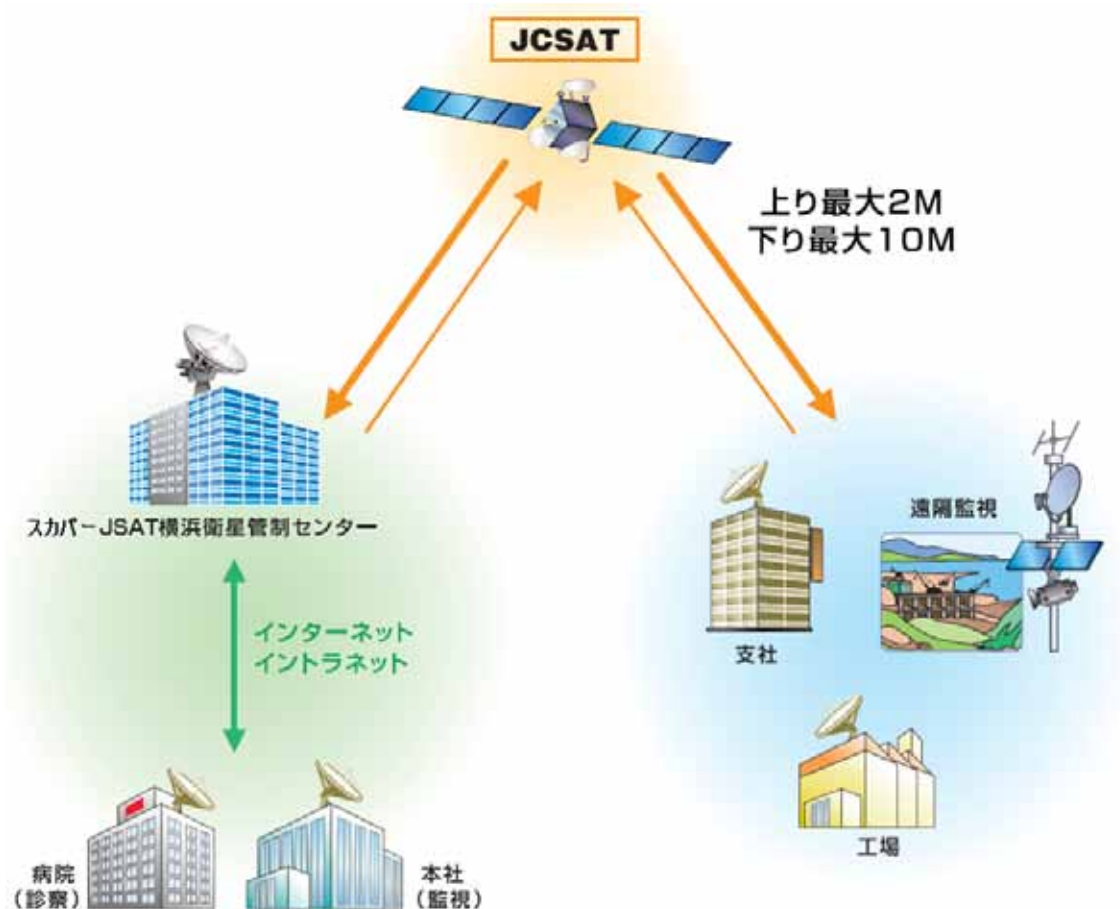 JCSAT
上り最大2M
下り最大10M
スカパーJSAT横浜衛星管制センター
遠隔監視
インターネット
イントラネット
支社
工場
病院
(診察)
本社
(監視)